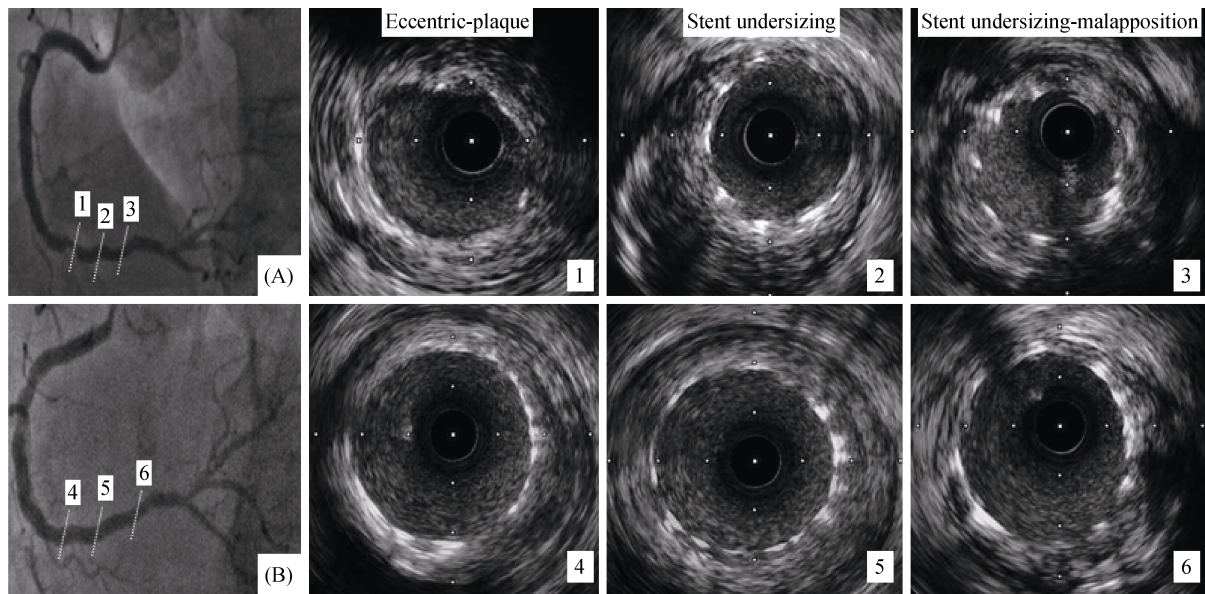 Eccentric-plaque
Stent undersizing
Stent undersizing-malapposition
1
2
3
(A)
1
2
3
4
5
6
(B)
4
5
6